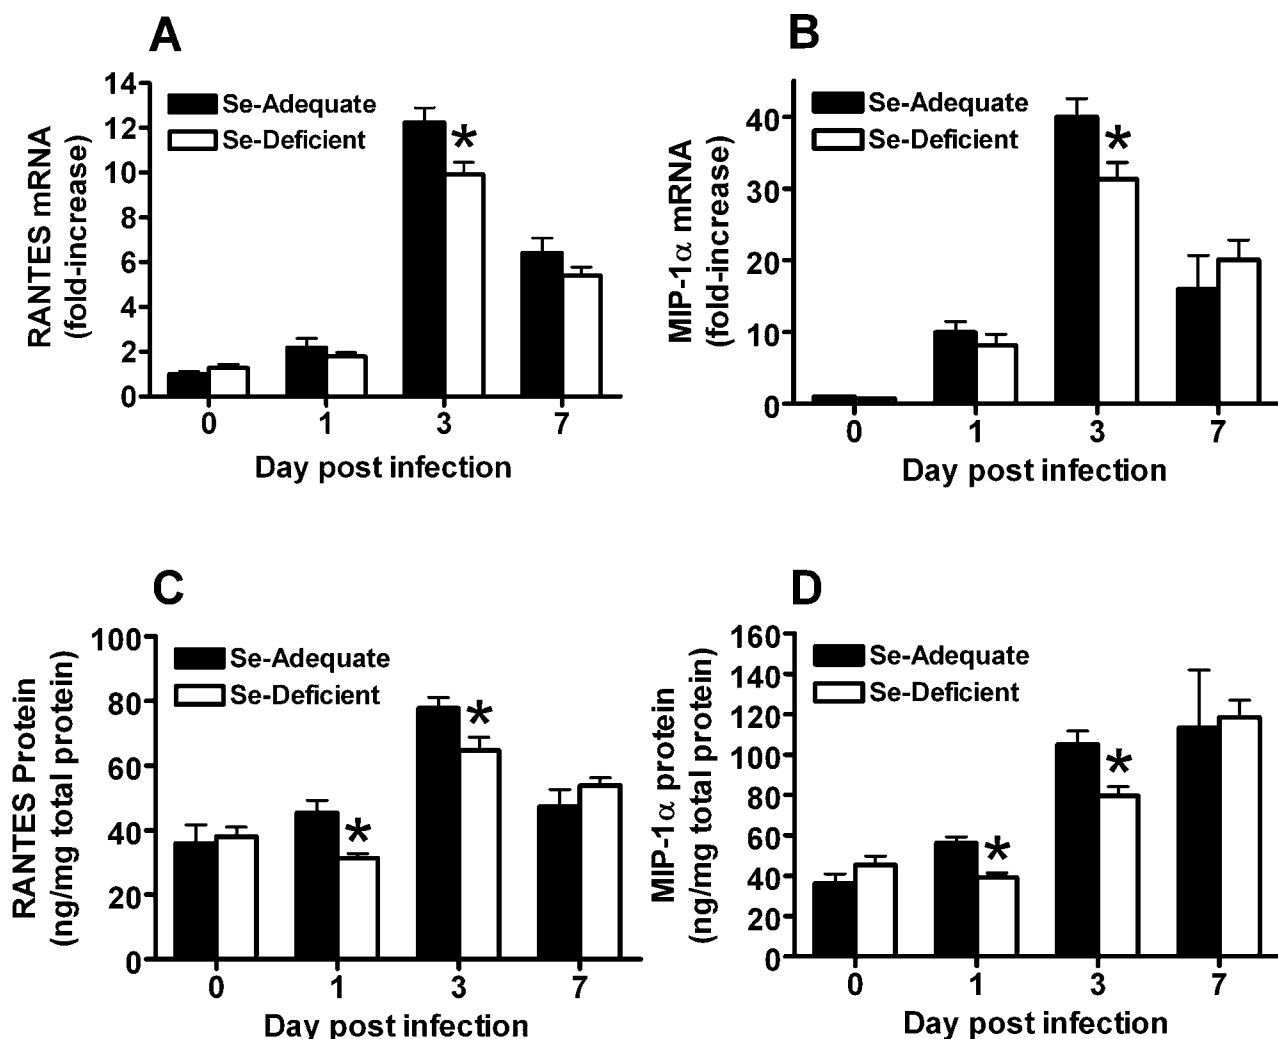 A
RANTES mRNA
(fold-increase)
14
12
10
8
6
4
2
0
Se-Adequate
Se-Deficient
*
0 1 3 7
Day post infection
B
MIP-1α mRNA
(fold-increase)
40
30
20
10
0
Se-Adequate
Se-Deficient
*
0 1 3 7
Day post infection
C
RANTES Protein
(ng/mg total protein)
100
80
60
40
20
0
Se-Adequate
Se-Deficient
*
*
0 1 3 7
Day post infection
D
MIP-1α protein
(ng/mg total protein)
160
140
120
100
80
60
40
20
0
Se-Adequate
Se-Deficient
*
*
0 1 3 7
Day post infection